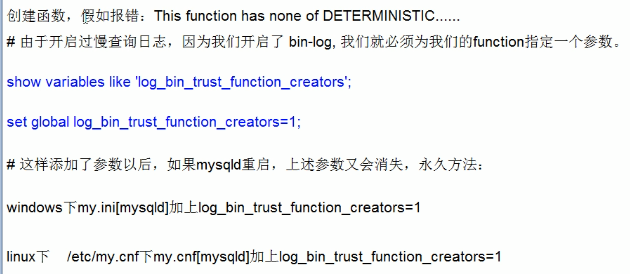 创建函数，假如报错：This function has none of DETERMINISTIC......
# 由于开启过慢查询日志，因为我们开启了 bin-log, 我们就必须为我们的function指定一个参数。
show variables like 'log_bin_trust_function_creators';
set global log_bin_trust_function_creators=1;
# 这样添加了参数以后，如果mysqld重启，上述参数又会消失，永久方法：
windows下my.ini[mysqld]加上log_bin_trust_function_creators=1
linux下 /etc/my.cnf下my.cnf[mysqld]加上log_bin_trust_function_creators=1